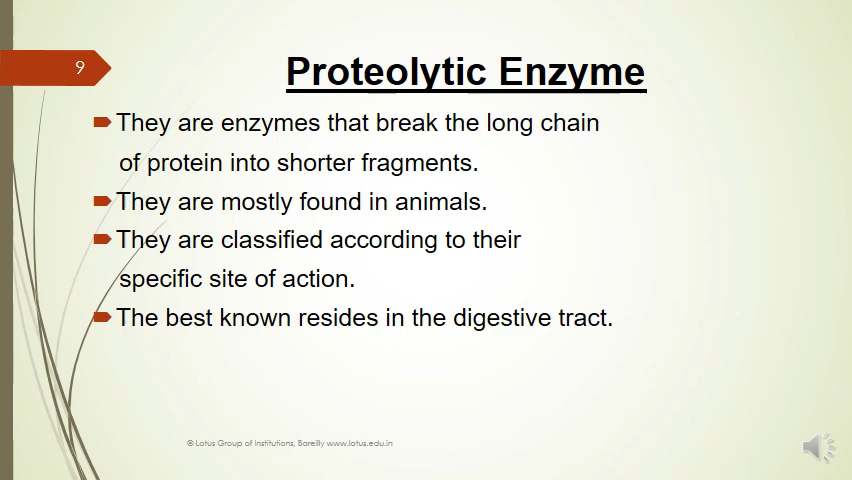 9
Proteolytic Enzyme
They are enzymes that break the long chain
of protein into shorter fragments.
They are mostly found in animals.
They are classified according to their
specific site of action.
The best known resides in the digestive tract.
® Lotus Group of Institutions, Bareilly www.lotus.edu.in